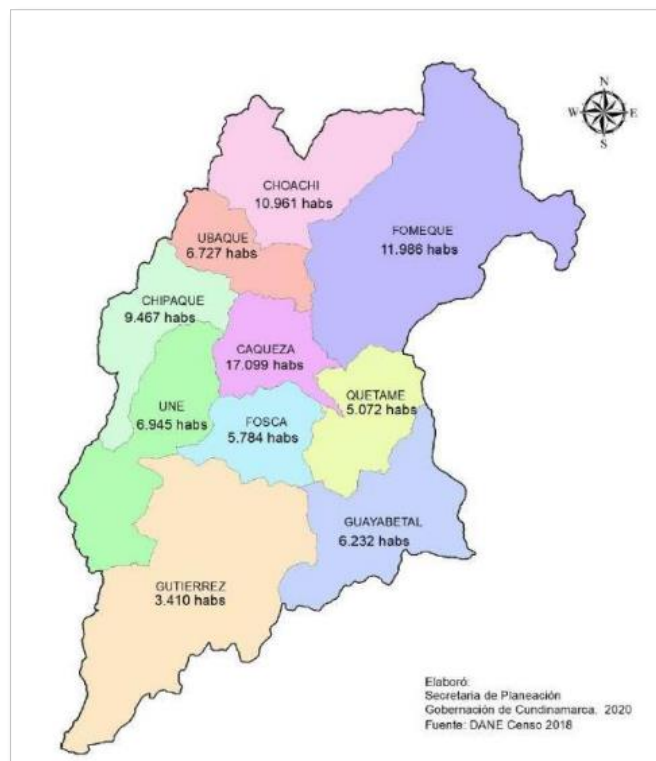 N
W E
S
CHOACHI
10.961 habs
FOMEQUE
11.986 habs
UBAQUE
6.727 habs
CHIPAQUE
9.467 habs
CAQUEZA
17.099 habs
QUETAME
5.072 habs
UNE
6.945 habs
FOSCA
5.784 habs
GUAYABETAL
6.232 habs
GUTIERREZ
3.410 habs
Elaboró:
Secretaria de Planeación
Gobernación de Cundinamarca. 2020
Fuente: DANE Censo 2018